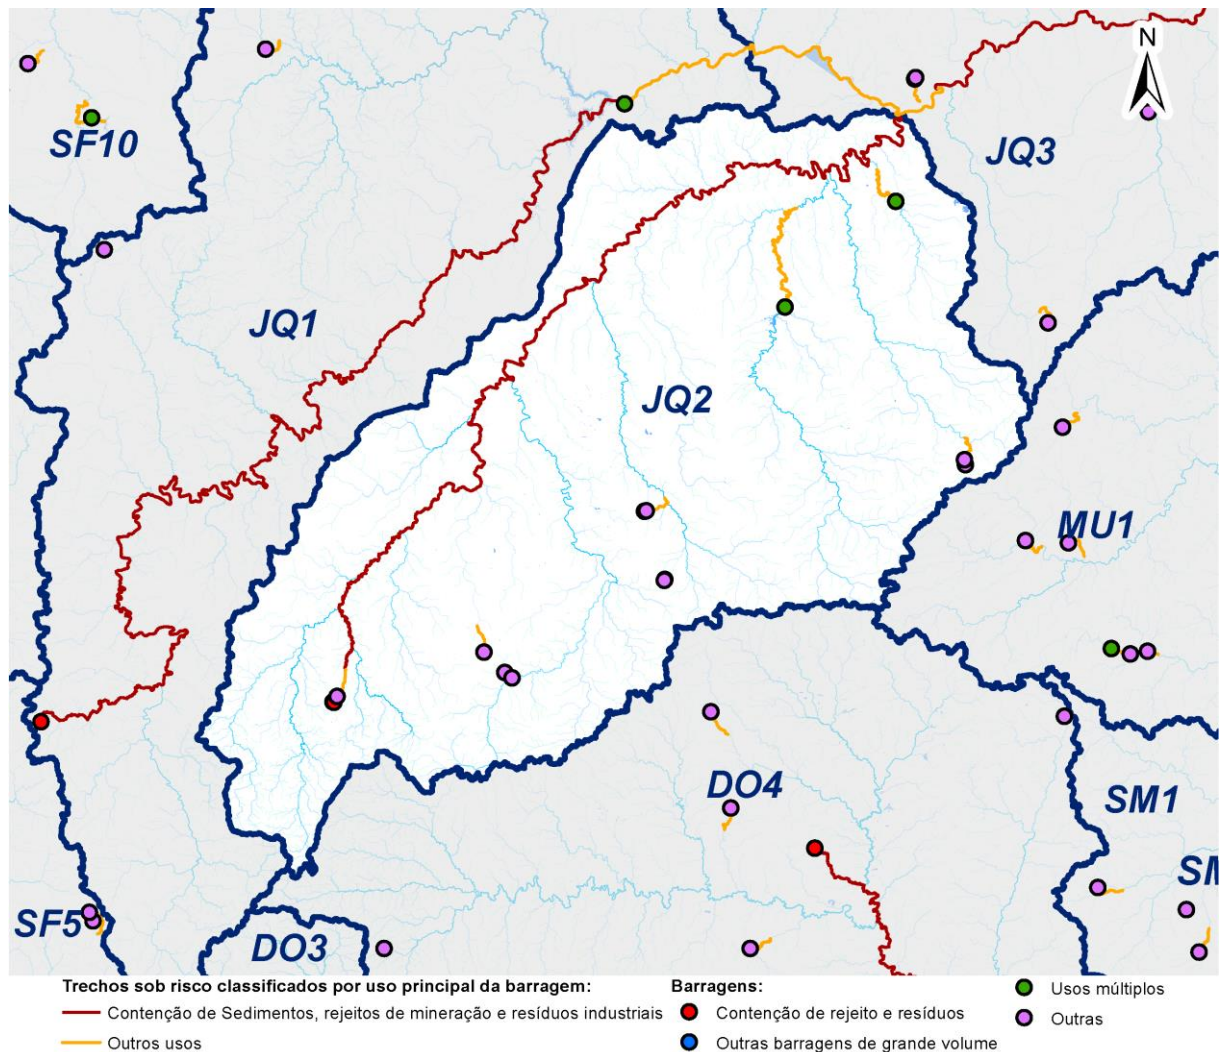 N
SF10
JQ3
JQ1
JQ2
MU1
DO4
SM1
SM
SF5
DO3
Trechos sob risco classificados por uso principal da barragem:
Contenção de Sedimentos, rejeitos de mineração e resíduos industriais
Outros usos
Barragens:
Contenção de rejeito e resíduos
Outras barragens de grande volume
Usos múltiplos
Outras